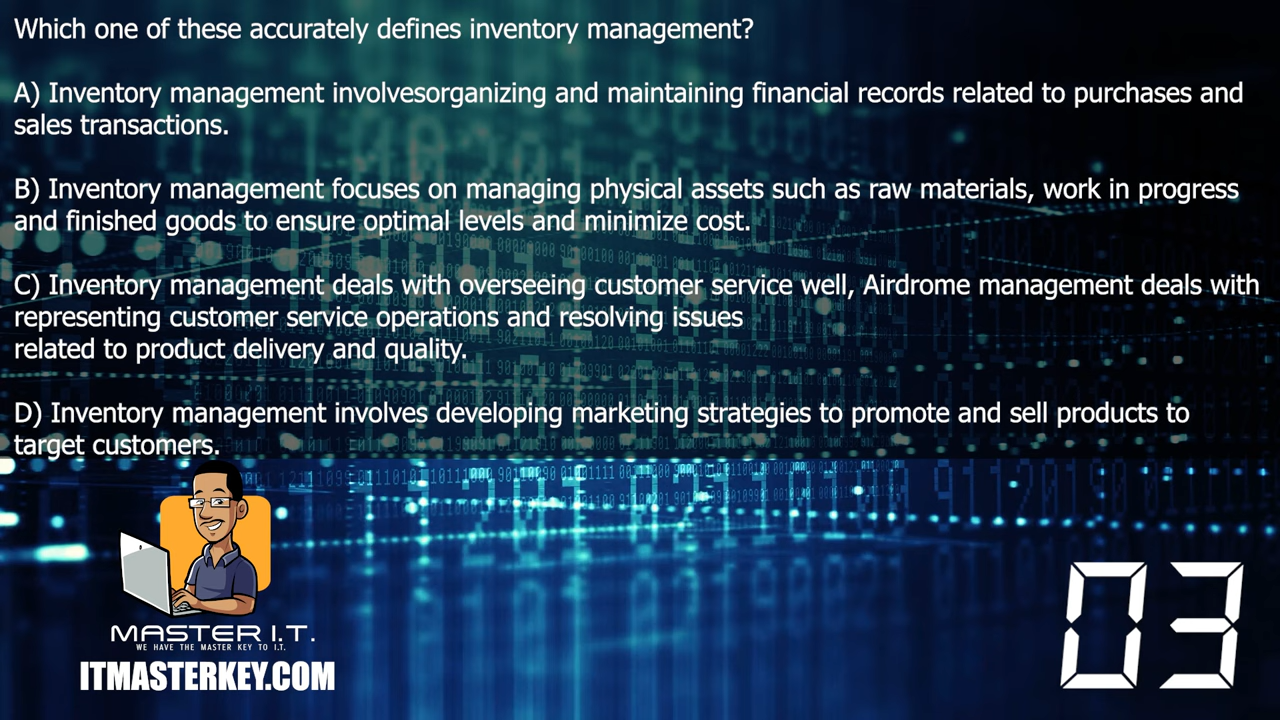 Which one of these accurately defines inventory management?
A) Inventory management involvesorganizing and maintaining financial records related to purchases and
sales transactions.
B) Inventory management focuses on managing physical assets such as raw materials, work in progress
and finished goods to ensure optimal levels and minimize cost.
C) Inventory management deals with overseeing customer service well, Airdrome management deals with
representing customer service operations and resolving issues
related to product delivery and quality.
D) Inventory management involves developing marketing strategies to promote and sell products to
target customers.
MASTER I.T.
WE HAVE THE MASTER KEY TO I.T.
ITMASTERKEY.COM
03